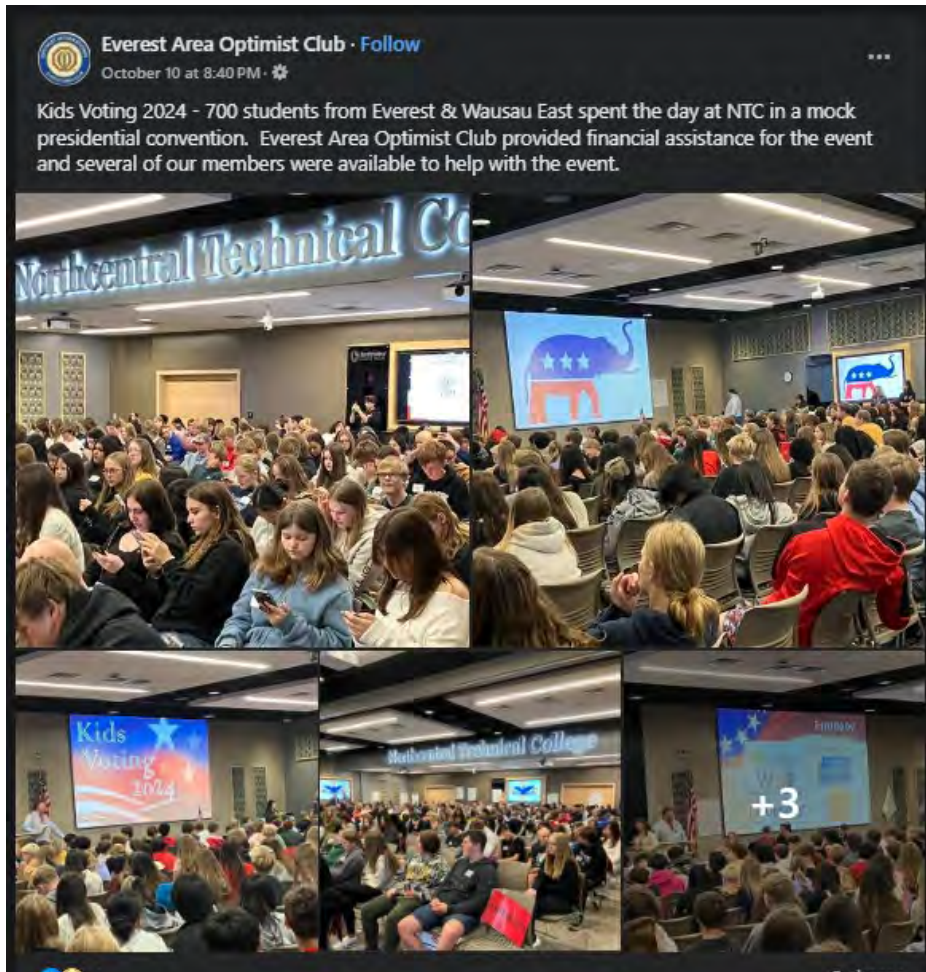 Everest Area Optimist Club · Follow
October 10 at 8:40 PM ·
Kids Voting 2024 - 700 students from Everest & Wausau East spent the day at NTC in a mock
presidential convention. Everest Area Optimist Club provided financial assistance for the event
and several of our members were available to help with the event.
Northcentral Technical Co
Kids
Voting
2024
Northcentral Technical College
+3